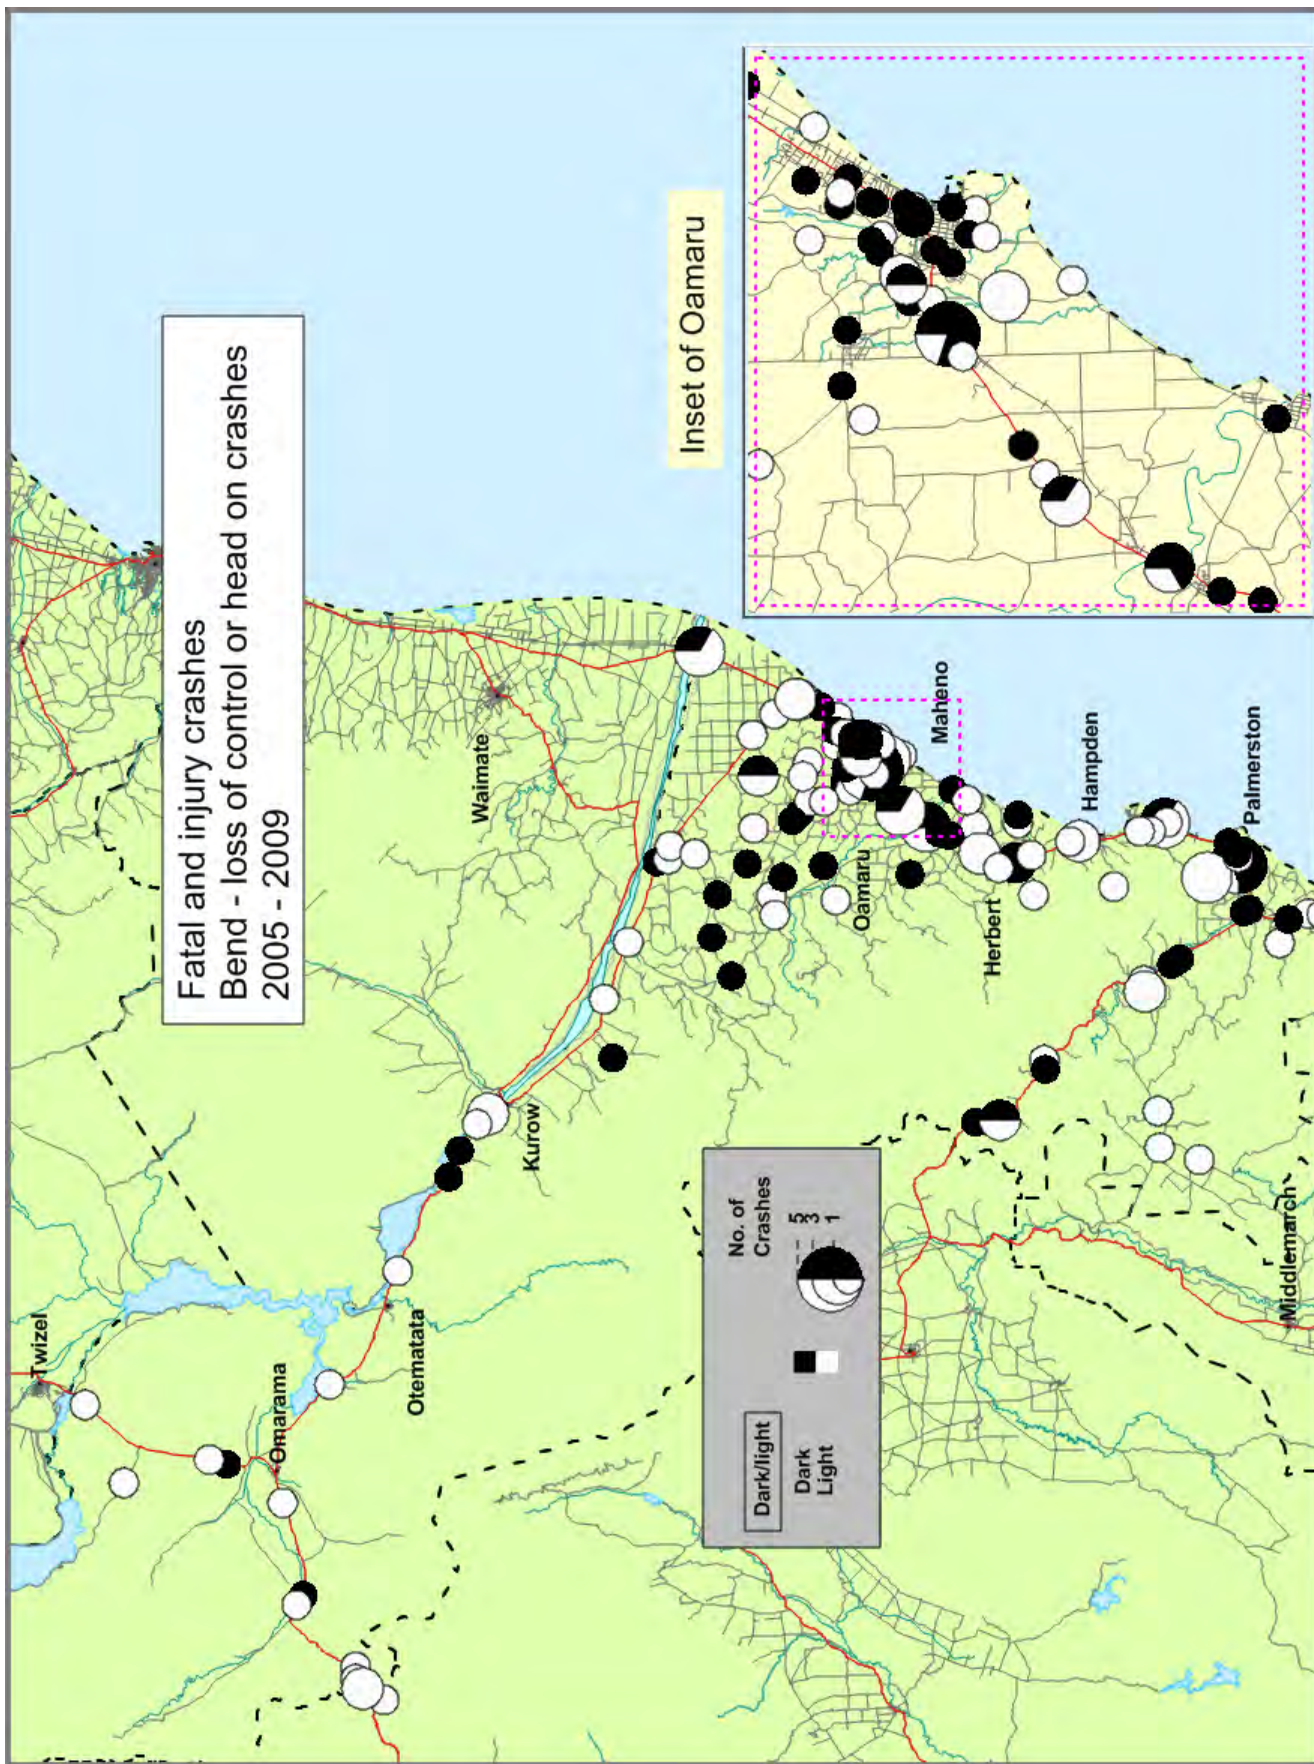 Fatal and injury crashes
Bend - loss of control or head on crashes
2005 - 2009
Inset of Oamaru
Twizel
Omarama
Otematata
Kurow
Waimate
Oamaru
Maheno
Herbert
Hampden
Palmerston
Middlemarch
Dark/light
Dark
Light
No. of
Crashes
5
3
1